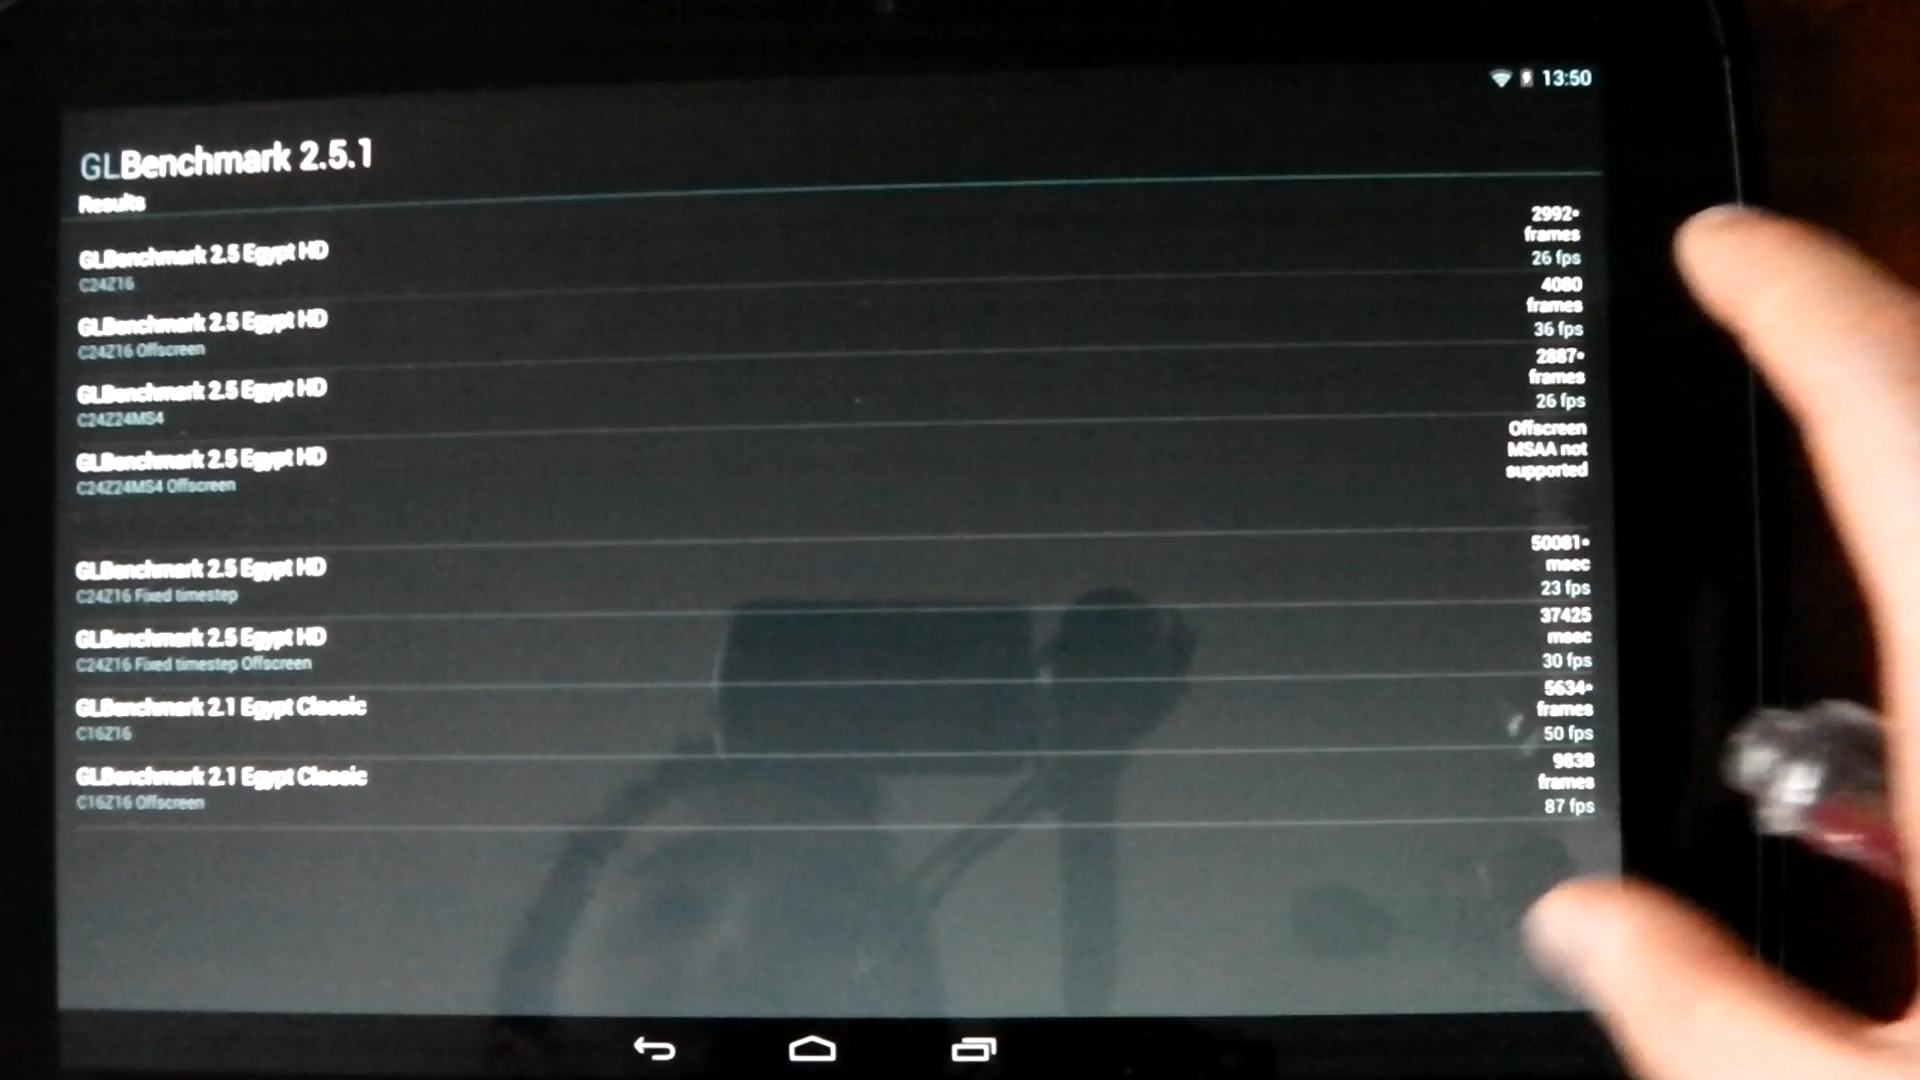 13:50
GLBenchmark 2.5.1
Results
GLBenchmark 2.5 Egypt HD
C24Z16
2992*
frames
26 fps
GLBenchmark 2.5 Egypt HD
C24Z16 Offscreen
4080
frames
36 fps
GLBenchmark 2.5 Egypt HD
C24Z24MS4
2887*
frames
26 fps
GLBenchmark 2.5 Egypt HD
C24Z24MS4 Offscreen
Offscreen
MSAA not
supported
GLBenchmark 2.5 Egypt HD
C24Z16 Fixed timestep
50081*
msec
23 fps
GLBenchmark 2.5 Egypt HD
C24Z16 Fixed timestep Offscreen
37425
msec
30 fps
GLBenchmark 2.1 Egypt Classic
C16Z16
5634*
frames
50 fps
GLBenchmark 2.1 Egypt Classic
C16Z16 Offscreen
9838
frames
87 fps